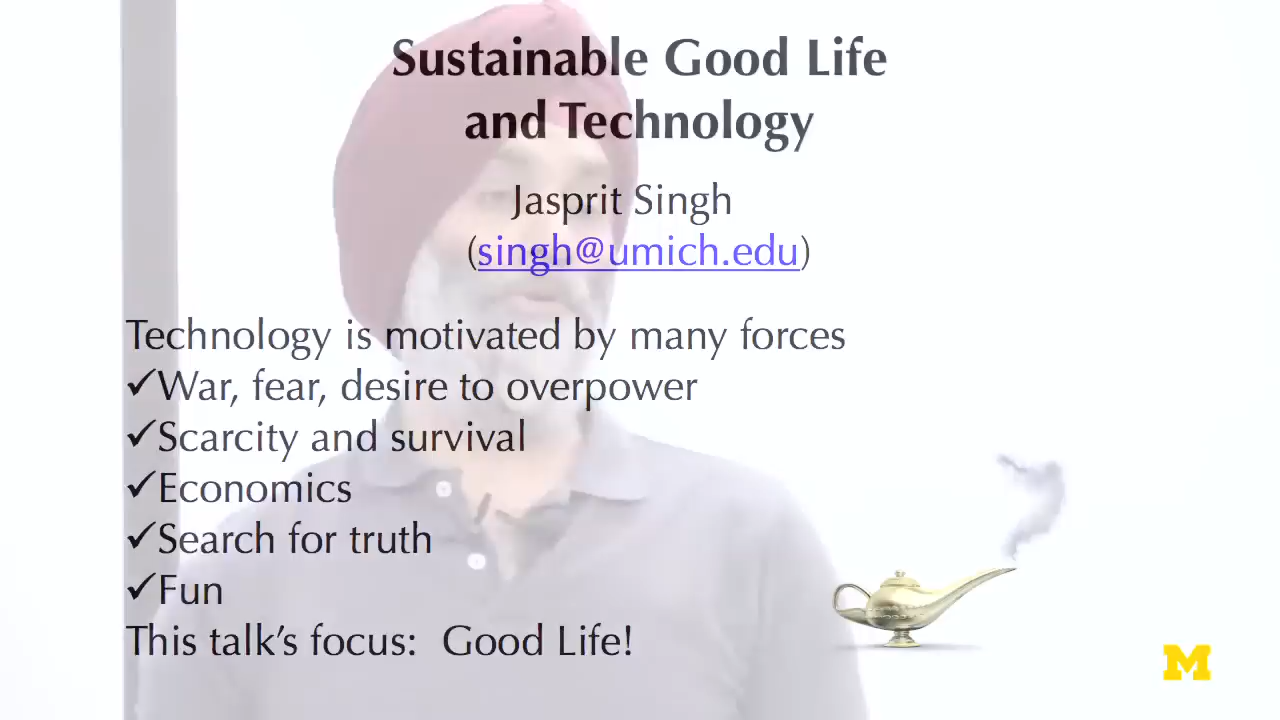 Sustainable Good Life
and Technology
Jasprit Singh
(singh@umich.edu)
Technology is motivated by many forces
✓War, fear, desire to overpower
✓Scarcity and survival
✓Economics
✓Search for truth
✓Fun
This talk’s focus: Good Life!
M